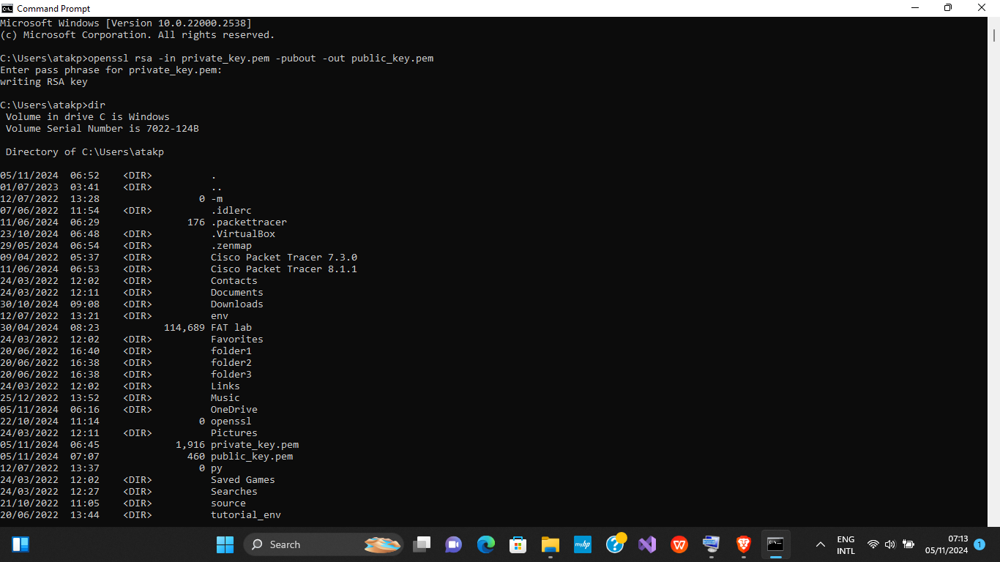 Command Prompt
Microsoft Windows [Version 10.0.22000.2538]
(c) Microsoft Corporation. All rights reserved.
C:\Users\atakp>openssl rsa -in private_key.pem -pubout -out public_key.pem
Enter pass phrase for private_key.pem:
writing RSA key
C:\Users\atakp>dir
Volume in drive C is Windows
Volume Serial Number is 7022-124B
Directory of C:\Users\atakp
05/11/2024  06:52    <DIR>          .
01/07/2023  03:41    <DIR>          ..
12/07/2022  13:28                 0 -m
07/06/2022  11:54    <DIR>          .idlerc
11/06/2024  06:29               176 .packettracer
23/10/2024  06:48    <DIR>          .VirtualBox
29/05/2024  06:54    <DIR>          .zenmap
09/04/2022  05:37    <DIR>          Cisco Packet Tracer 7.3.0
11/06/2024  06:53    <DIR>          Cisco Packet Tracer 8.1.1
24/03/2022  12:02    <DIR>          Contacts
24/03/2022  12:11    <DIR>          Documents
30/10/2024  09:08    <DIR>          Downloads
12/07/2022  13:21    <DIR>          env
30/04/2024  08:23           114,689 FAT lab
24/03/2022  12:02    <DIR>          Favorites
20/06/2022  16:40    <DIR>          folder1
20/06/2022  16:38    <DIR>          folder2
20/06/2022  16:38    <DIR>          folder3
24/03/2022  12:02    <DIR>          Links
25/12/2022  13:52    <DIR>          Music
05/11/2024  06:16    <DIR>          OneDrive
22/10/2024  11:14                 0 openssl
24/03/2022  12:11    <DIR>          Pictures
05/11/2024  06:45             1,916 private_key.pem
05/11/2024  07:07               460 public_key.pem
12/07/2022  13:37                 0 py
24/03/2022  12:02    <DIR>          Saved Games
24/03/2022  12:27    <DIR>          Searches
21/10/2022  11:05    <DIR>          source
20/06/2022  13:44    <DIR>          tutorial_env
Search
myhp
ENG
INTL
07:13
05/11/2024
1